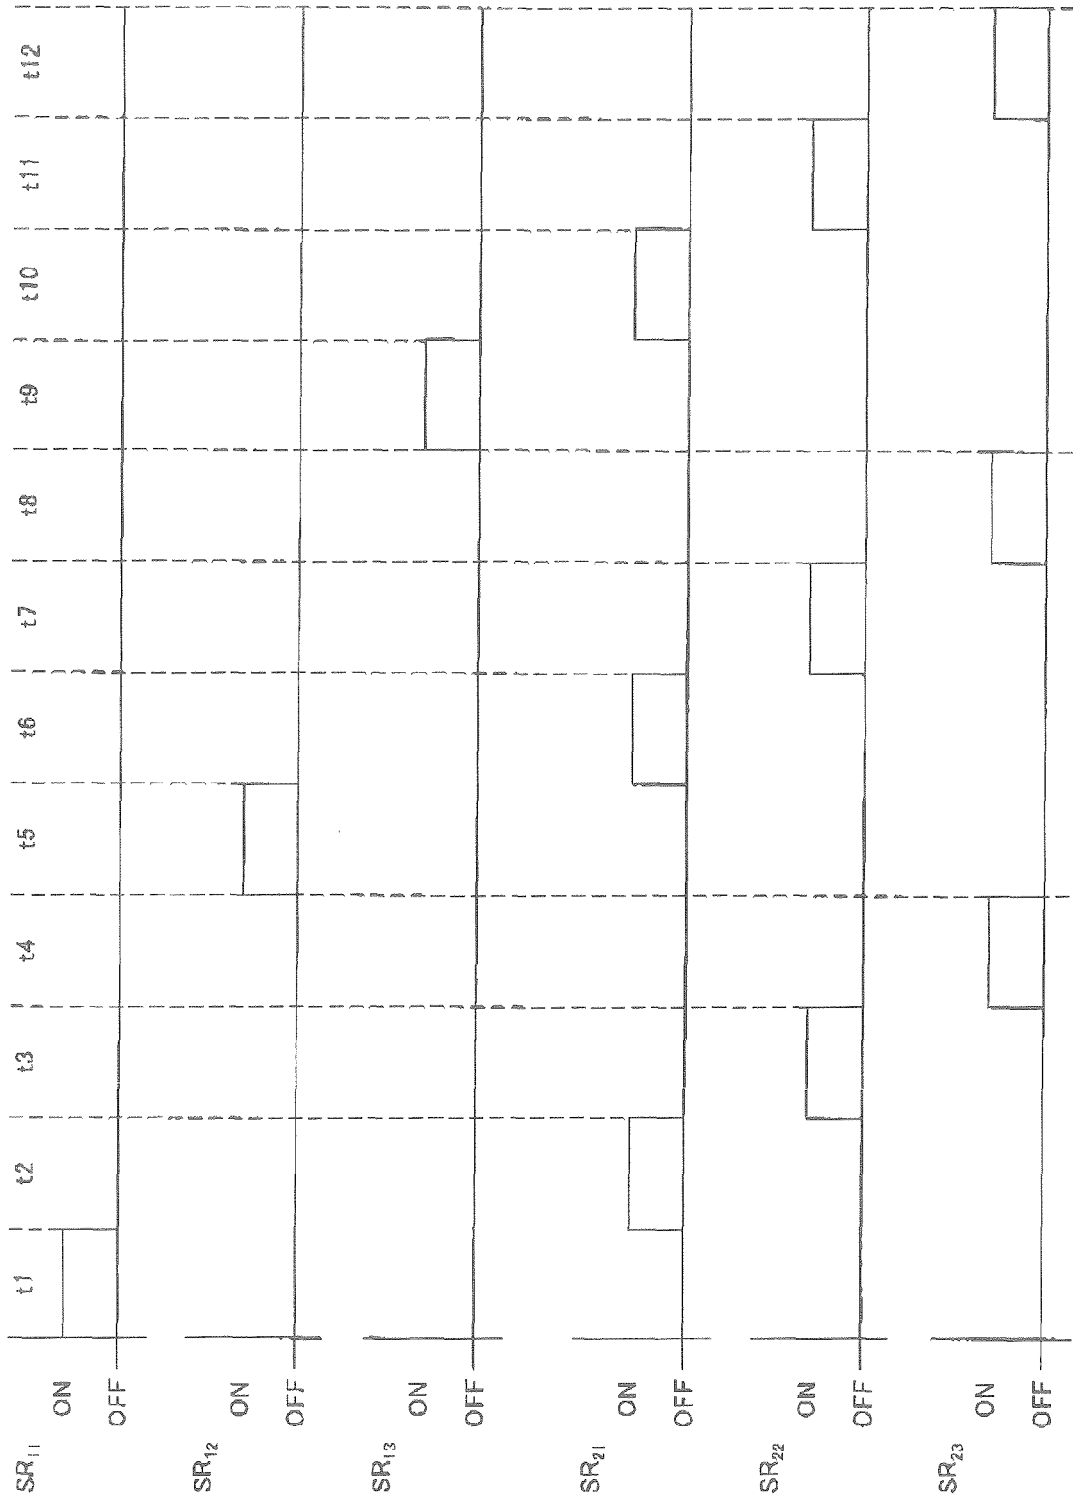 t1 t2 t3 t4 t5 t6 t7 t8 t9 t10 t11 t12
SR11
ON
OFF
SR12
ON
OFF
SR13
ON
OFF
SR21
ON
OFF
SR22
ON
OFF
SR23
ON
OFF